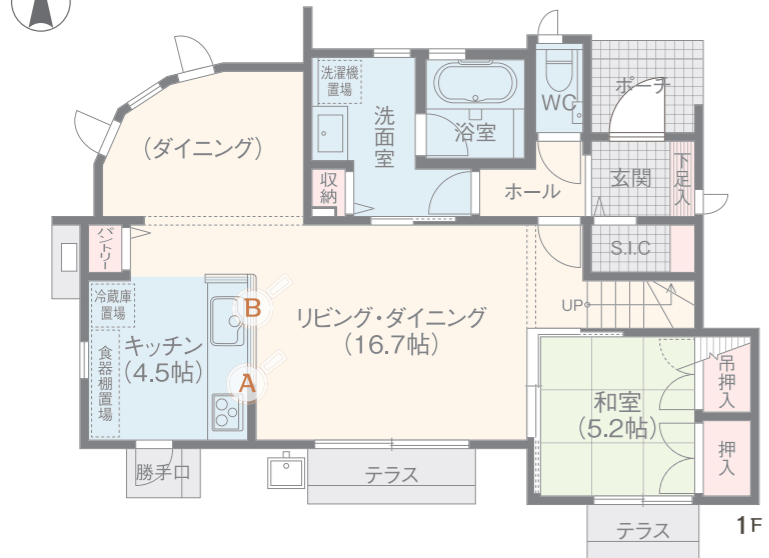 洗濯機
置場
洗面室
浴室
WC
ポーチ
(ダイニング)
収納
ホール
玄関
下足入
S.I.C
パントリー
冷蔵庫
置場
B
リビング・ダイニング
(16.7帖)
UP
キッチン
(4.5帖)
食器棚置場
A
和室
(5.2帖)
吊押入
押入
勝手口
テラス
テラス
1F